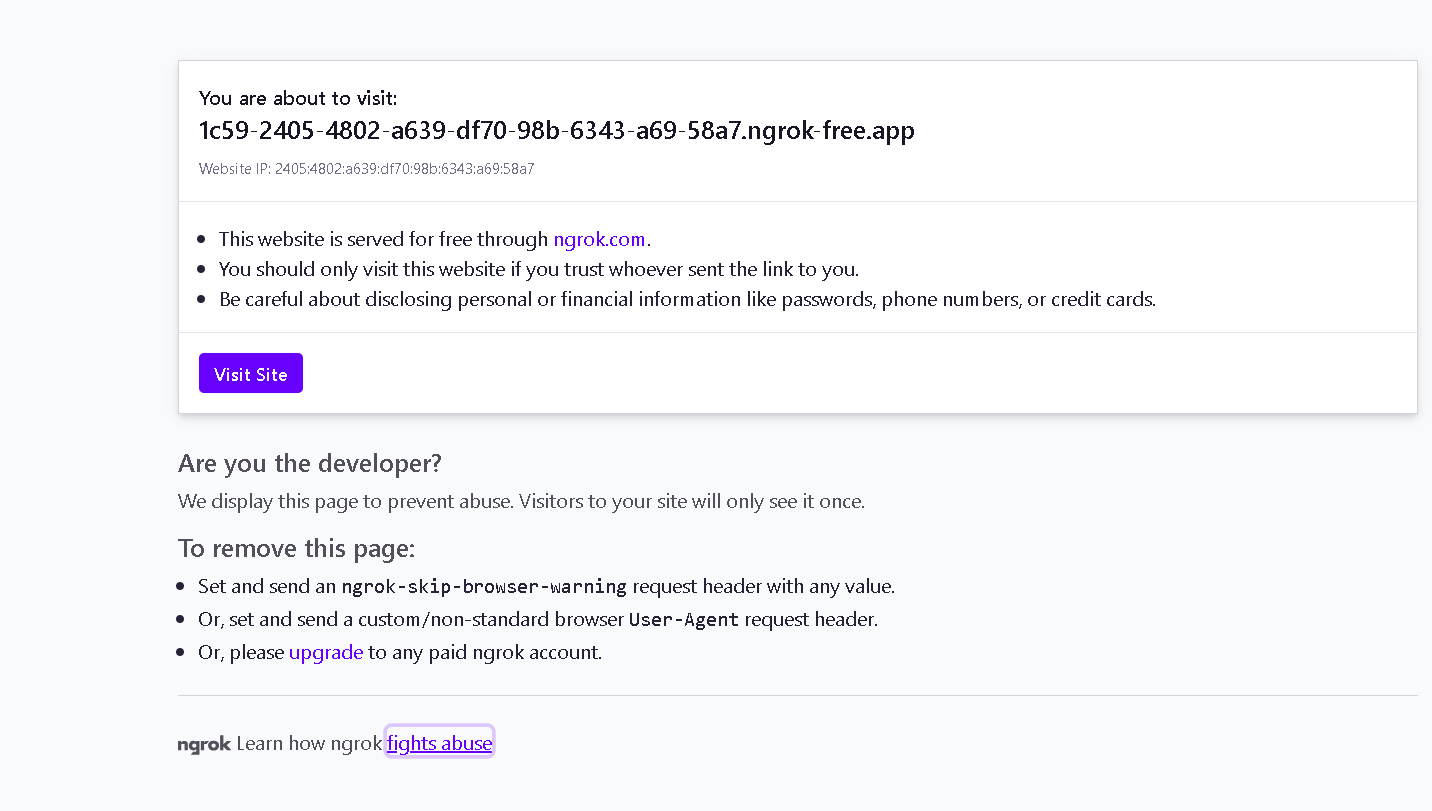 You are about to visit:
1c59-2405-4802-a639-df70-98b-6343-a69-58a7.ngrok-free.app
Website IP: 2405:4802:a639:df70:98b:6343:a69:58a7
• This website is served for free through ngrok.com.
• You should only visit this website if you trust whoever sent the link to you.
• Be careful about disclosing personal or financial information like passwords, phone numbers, or credit cards.
Visit Site
Are you the developer?
We display this page to prevent abuse. Visitors to your site will only see it once.
To remove this page:
• Set and send an ngrok-skip-browser-warning request header with any value.
• Or, set and send a custom/non-standard browser User-Agent request header.
• Or, please upgrade to any paid ngrok account.
ngrok Learn how ngrok fights abuse